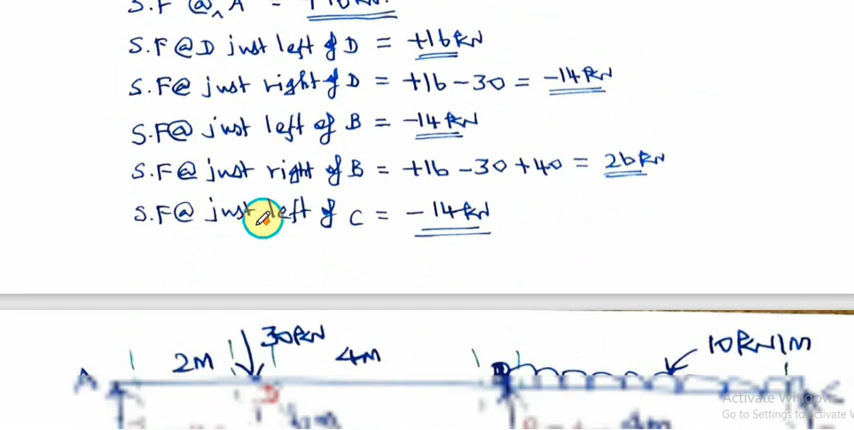 S.F @ A =
S.F @ D just left of D = +16KN
S.F@ just right of D = +16-30 = -14KN
S.F@ just left of B = -14KN
S.F@ just right of B = +16 -30 +40 = 26KN
S.F@ just left of C = -14KN
30KN
10KN/M
2M
4M
A
D
C
4m
Activate Windows
Go to Settings to activate W